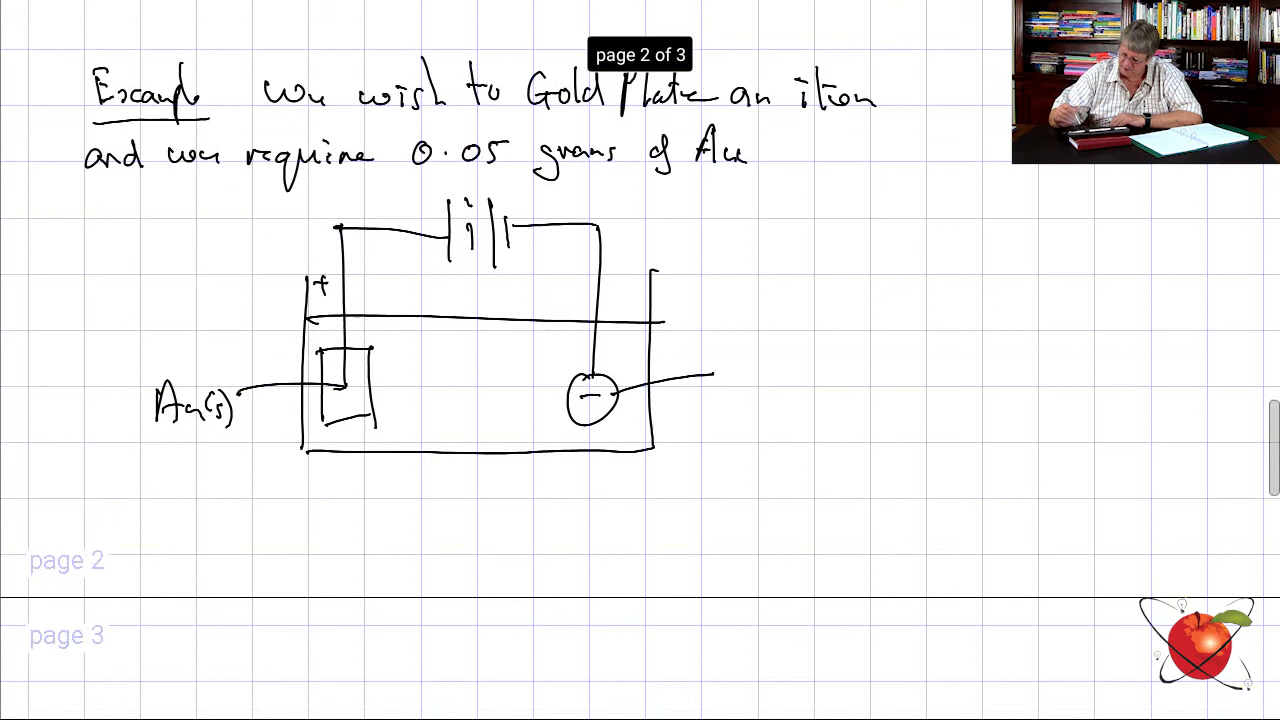 page 2 of 3
Example we wish to Gold Plate an item
and we require 0.05 grams of Au
+
Au(s)
−
page 2
page 3